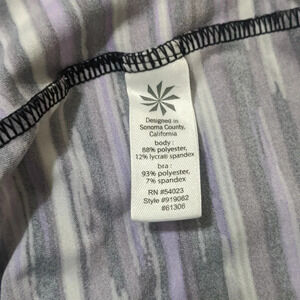 Designed in
Sonoma County,
California
body :
88% polyester,
12% lycra® spandex
bra :
93% polyester,
7% spandex
RN #54023
Style #919062
#61306